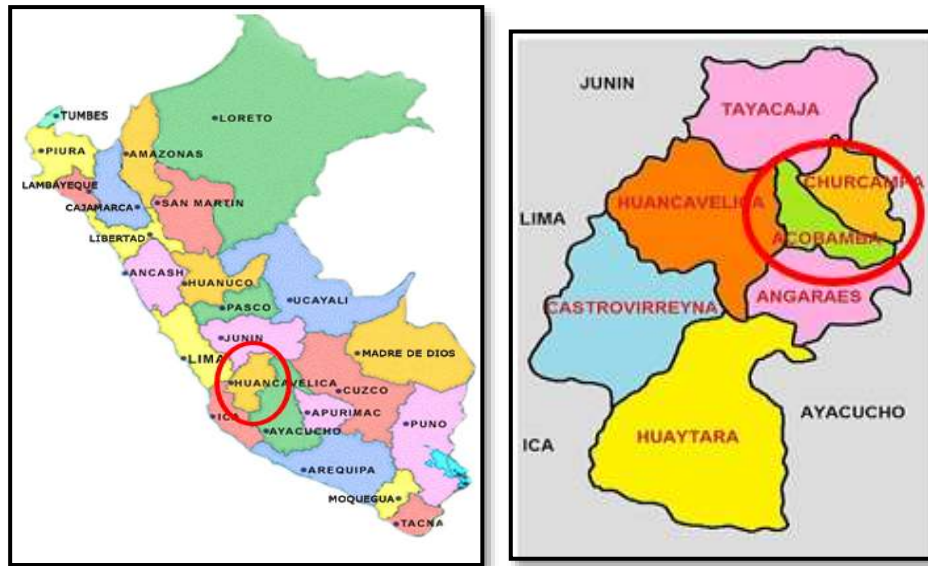 TUMBES
LORETO
PIURA
AMAZONAS
LAMBAYEQUE
CAJAMARCA
SAN MARTIN
LIBERTAD
ANCASH
HUANUCO
UCAYALI
PASCO
JUNIN
LIMA
MADRE DE DIOS
HUANCAVELICA
CUZCO
ICA
APURIMAC
PUNO
AYACUCHO
AREQUIPA
MOQUEGUA
TACNA
JUNIN
TAYACAJA
CHURCAMPA
HUANCAVELICA
LIMA
ACOBAMBA
CASTROVIRREYNA
ANGARAES
AYACUCHO
HUAYTARA
ICA